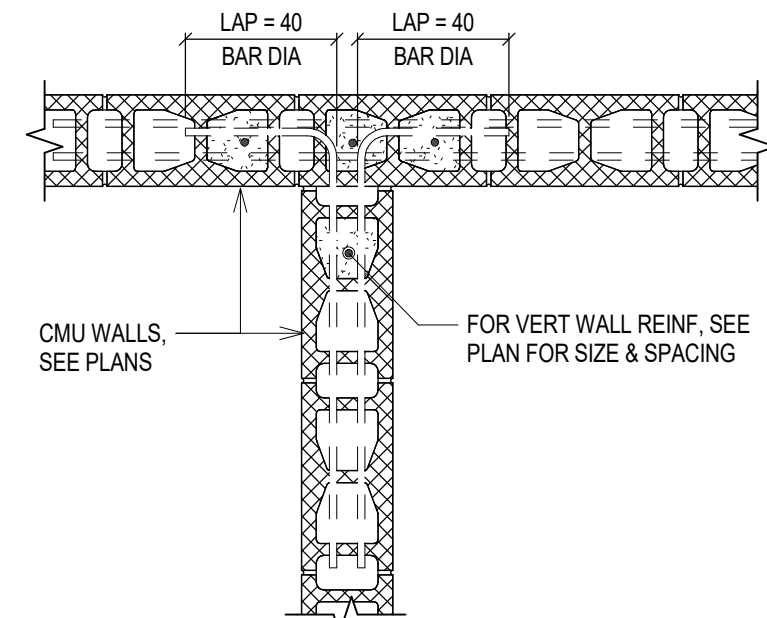 LAP = 40
BAR DIA
LAP = 40
BAR DIA
CMU WALLS,
SEE PLANS
FOR VERT WALL REINF, SEE
PLAN FOR SIZE & SPACING